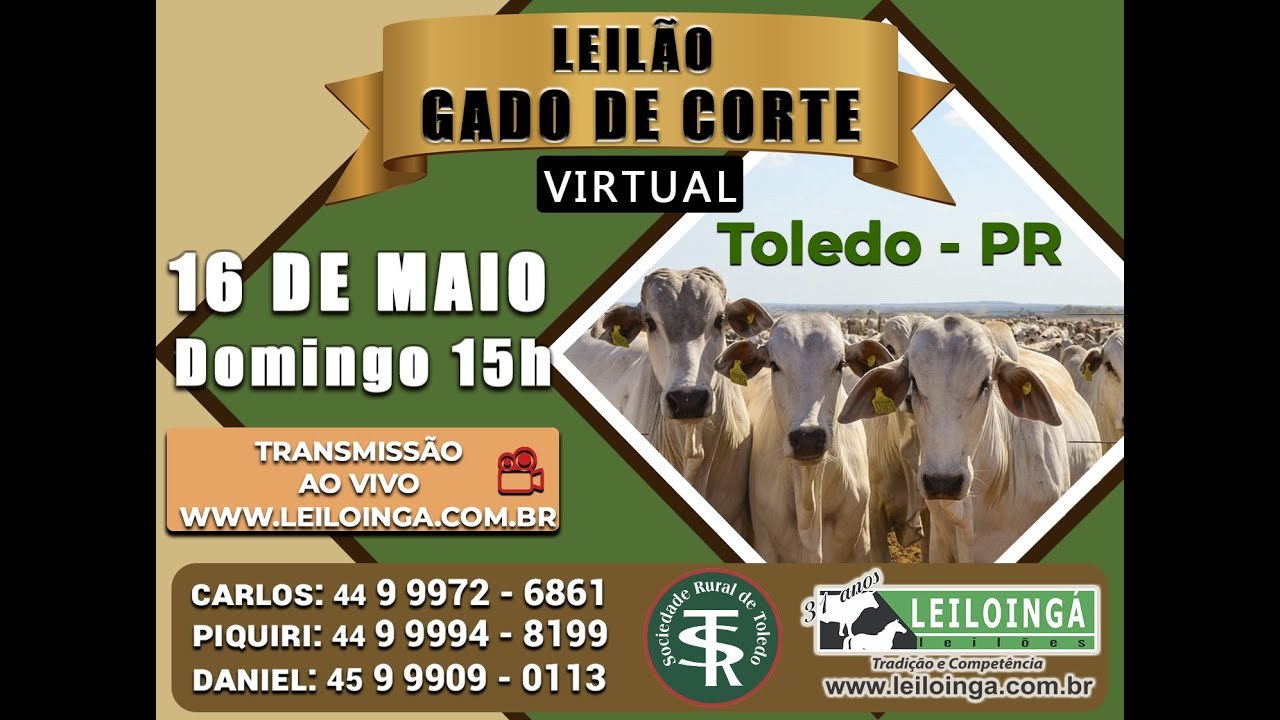 LEILÃO
GADO DE CORTE
VIRTUAL
Toledo - PR
16 DE MAIO
Domingo 15h
TRANSMISSÃO
AO VIVO
WWW.LEILOINGA.COM.BR
CARLOS: 44 9 9972 - 6861
PIQUIRI: 44 9 9994 - 8199
DANIEL: 45 9 9909 - 0113
Sociedade Rural de Toledo
TSR
37 anos
LEILOINGÁ
leilões
Tradição e Competência
www.leiloinga.com.br